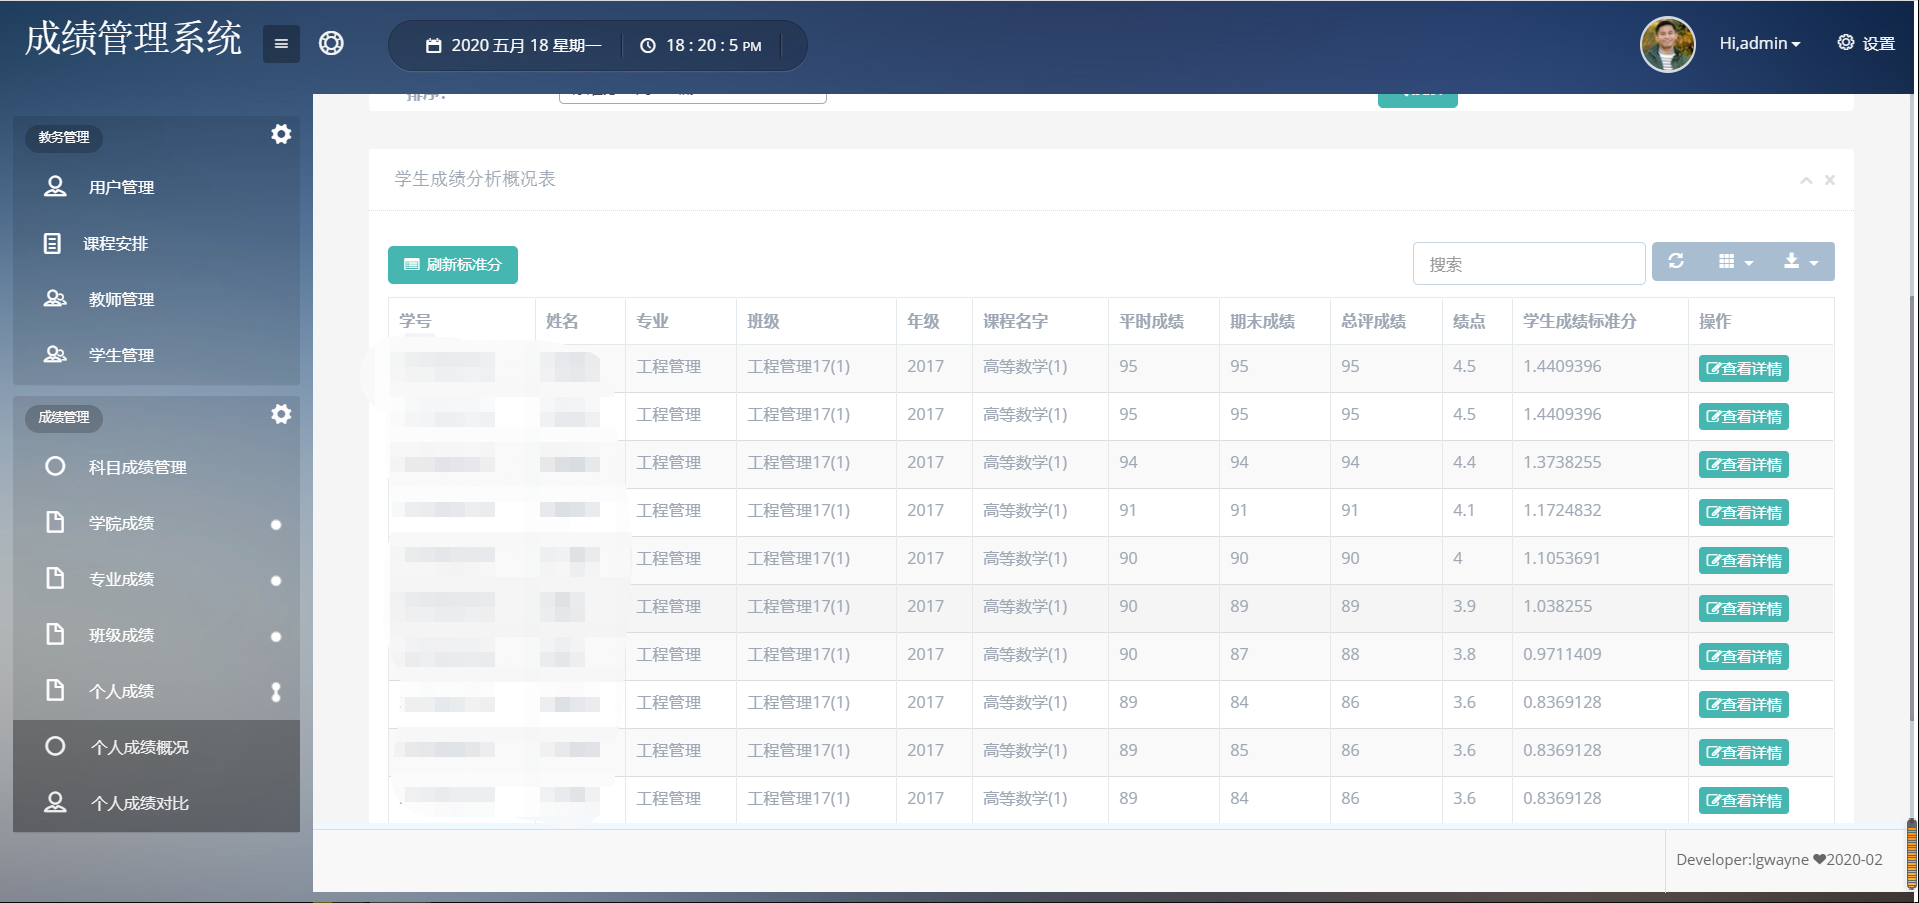 成绩管理系统
2020 五月 18 星期一
18 : 20 : 5 PM
Hi,admin
设置
教务管理
用户管理
课程安排
教师管理
学生管理
成绩管理
科目成绩管理
学院成绩
专业成绩
班级成绩
个人成绩
个人成绩概况
个人成绩对比
学生成绩分析概况表
刷新标准分
搜索
学号 姓名 专业 班级 年级 课程名字 平时成绩 期末成绩 总评成绩 绩点 学生成绩标准分 操作
工程管理 工程管理17(1) 2017 高等数学(1) 95 95 95 4.5 1.4409396 查看详情
工程管理 工程管理17(1) 2017 高等数学(1) 95 95 95 4.5 1.4409396 查看详情
工程管理 工程管理17(1) 2017 高等数学(1) 94 94 94 4.4 1.3738255 查看详情
工程管理 工程管理17(1) 2017 高等数学(1) 91 91 91 4.1 1.1724832 查看详情
工程管理 工程管理17(1) 2017 高等数学(1) 90 90 90 4 1.1053691 查看详情
工程管理 工程管理17(1) 2017 高等数学(1) 90 89 89 3.9 1.038255 查看详情
工程管理 工程管理17(1) 2017 高等数学(1) 90 87 88 3.8 0.9711409 查看详情
工程管理 工程管理17(1) 2017 高等数学(1) 89 84 86 3.6 0.8369128 查看详情
工程管理 工程管理17(1) 2017 高等数学(1) 89 85 86 3.6 0.8369128 查看详情
工程管理 工程管理17(1) 2017 高等数学(1) 89 84 86 3.6 0.8369128 查看详情
Developer:lgwayne ❤2020-02